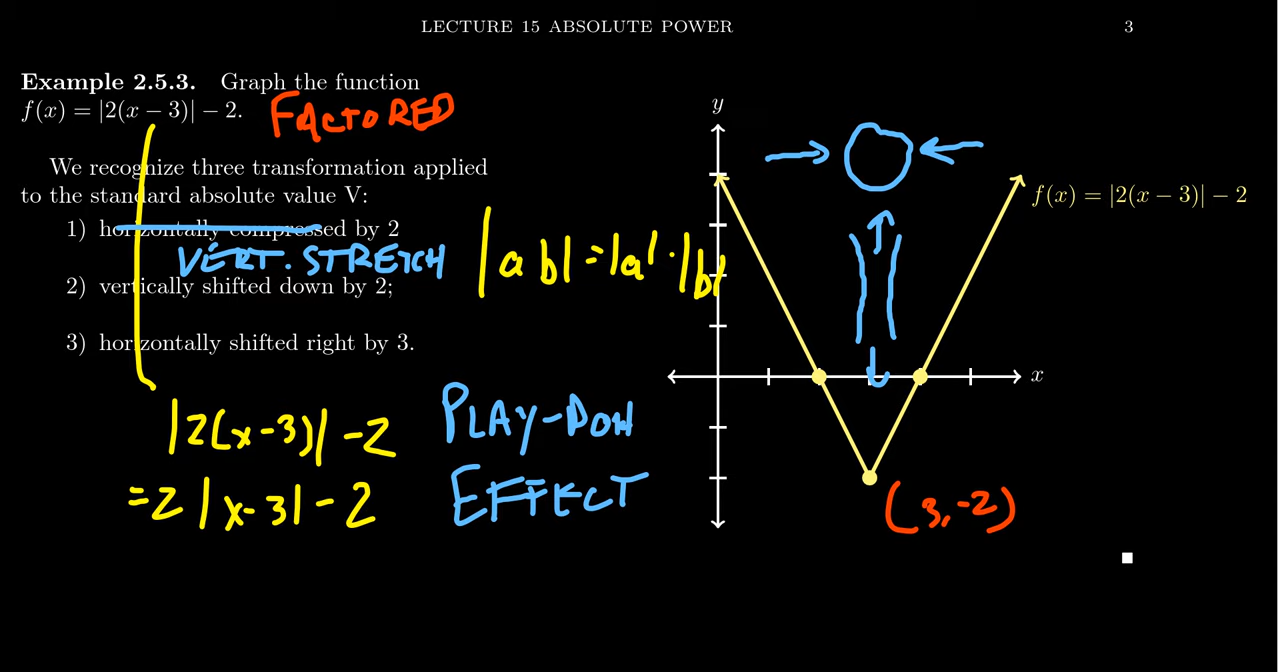 LECTURE 15 ABSOLUTE POWER 3
Example 2.5.3. Graph the function
f(x) = |2(x − 3)| − 2.
FACTORED
We recognize three transformation applied
to the standard absolute value V:
1) horizontally compressed by 2
VERT. STRETCH
|ab| = |a| · |b|
2) vertically shifted down by 2;
3) horizontally shifted right by 3.
|2(x-3)| -2
= 2|x-3| - 2
PLAY-DOH
EFFECT
y
f(x) = |2(x − 3)| − 2
x
(3, -2)